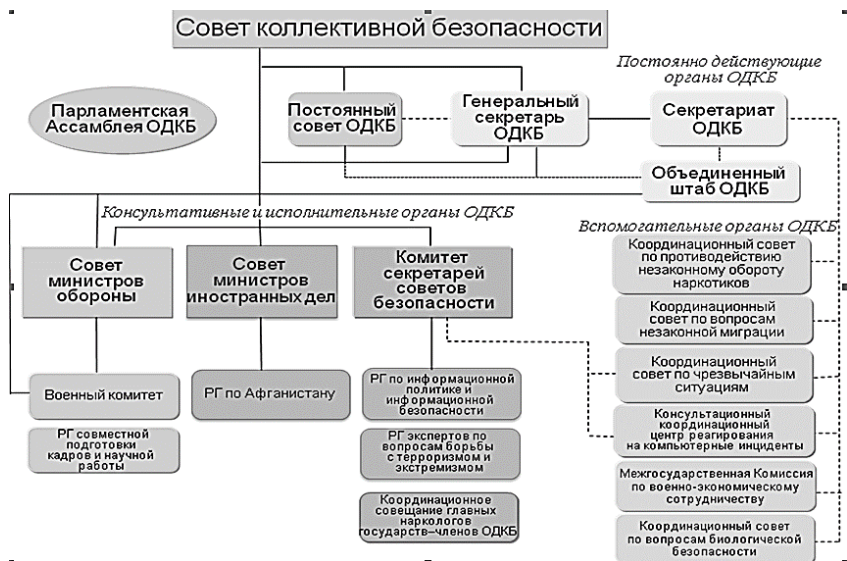 Совет коллективной безопасности
Постоянно действующие
органы ОДКБ
Парламентская
Ассамблея ОДКБ
Постоянный
совет ОДКБ
Генеральный
секретарь
ОДКБ
Секретариат
ОДКБ
Объединенный
штаб ОДКБ
Консультативные и исполнительные органы ОДКБ
Вспомогательные органы ОДКБ
Совет
министров
обороны
Совет
министров
иностранных дел
Комитет
секретарей
советов
безопасности
Координационный совет
по противодействию
незаконному обороту
наркотиков
Координационный
совет по вопросам
незаконной миграции
Координационный
совет по чрезвычайным
ситуациям
Консультационный
координационный
центр реагирования
на компьютерные инциденты
Межгосударственная Комиссия
по военно-экономическому
сотрудничеству
Координационный совет
по вопросам биологической
безопасности
Военный комитет
РГ совместной
подготовки
кадров и научной
работы
РГ по Афганистану
РГ по информационной
политике и
информационной
безопасности
РГ экспертов по
вопросам борьбы
с терроризмом и
экстремизмом
Координационное
совещание главных
наркологов
государств–членов ОДКБ